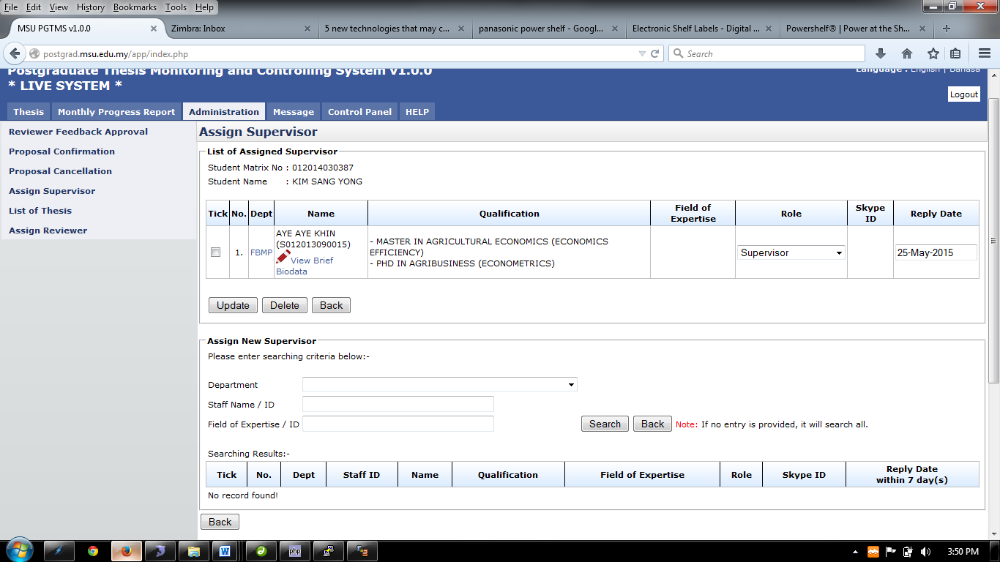 File Edit View History Bookmarks Tools Help
MSU PGTMS v1.0.0
Zimbra: Inbox
5 new technologies that may c...
panasonic power shelf - Googl...
Electronic Shelf Labels - Digital ...
Powershelf® | Power at the Sh...
postgrad.msu.edu.my/app/index.php
Search
Postgraduate Thesis Monitoring and Controlling System v1.0.0
Language : English | Bahasa
* LIVE SYSTEM *
Logout
Thesis Monthly Progress Report Administration Message Control Panel HELP
Reviewer Feedback Approval
Proposal Confirmation
Proposal Cancellation
Assign Supervisor
List of Thesis
Assign Reviewer
Assign Supervisor
List of Assigned Supervisor
Student Matrix No : 012014030387
Student Name : KIM SANG YONG
Tick No. Dept Name Qualification Field of Expertise Role Skype ID Reply Date
1. FBMP
AYE AYE KHIN
(S012013090015)
View Brief
Biodata
- MASTER IN AGRICULTURAL ECONOMICS (ECONOMICS
EFFICIENCY)
- PHD IN AGRIBUSINESS (ECONOMETRICS)
Supervisor
25-May-2015
Update Delete Back
Assign New Supervisor
Please enter searching criteria below:-
Department
Staff Name / ID
Field of Expertise / ID
Search Back Note: If no entry is provided, it will search all.
Searching Results:-
Tick No. Dept Staff ID Name Qualification Field of Expertise Role Skype ID Reply Date within 7 day(s)
No record found!
Back
php
3:50 PM